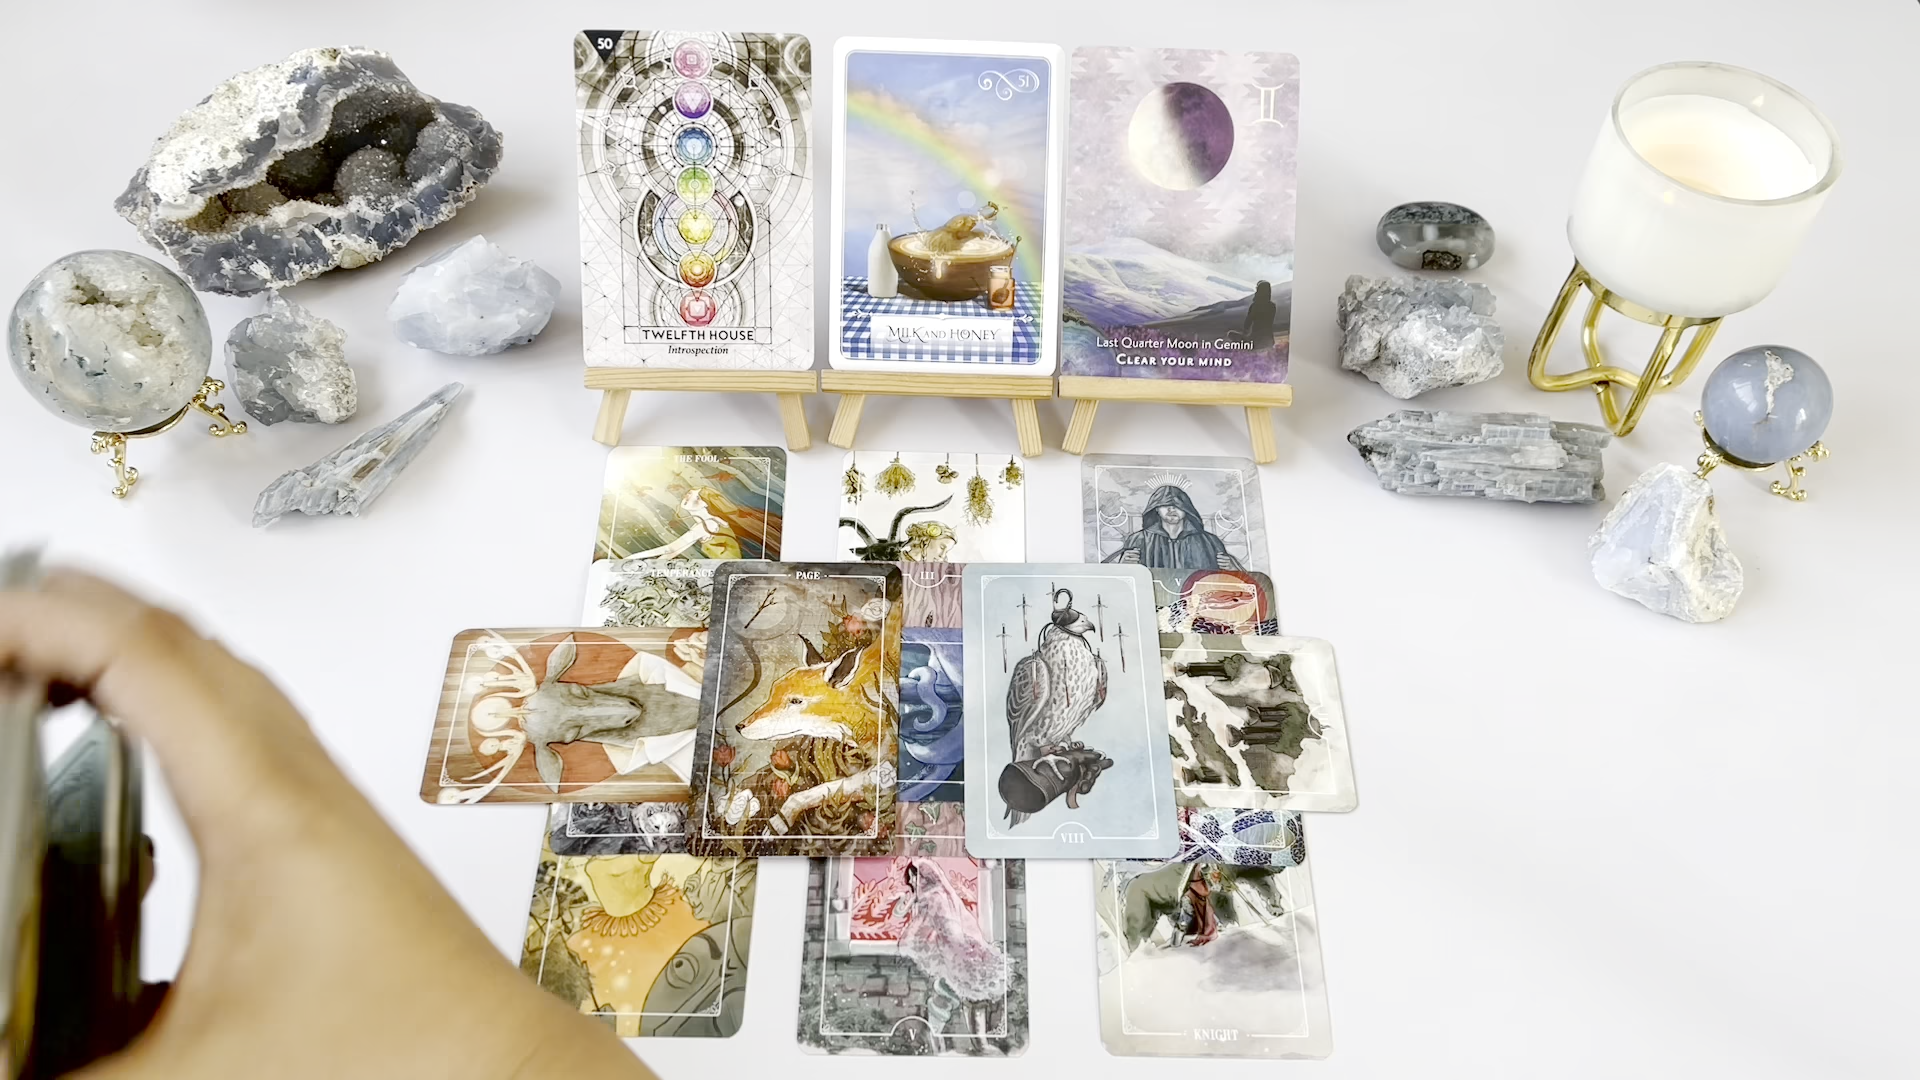 50
TWELFTH HOUSE
Introspection
51
MILK AND HONEY
Last Quarter Moon in Gemini
CLEAR YOUR MIND
THE FOOL
TEMPERANCE
PAGE
III
V
VIII
V
KNIGHT